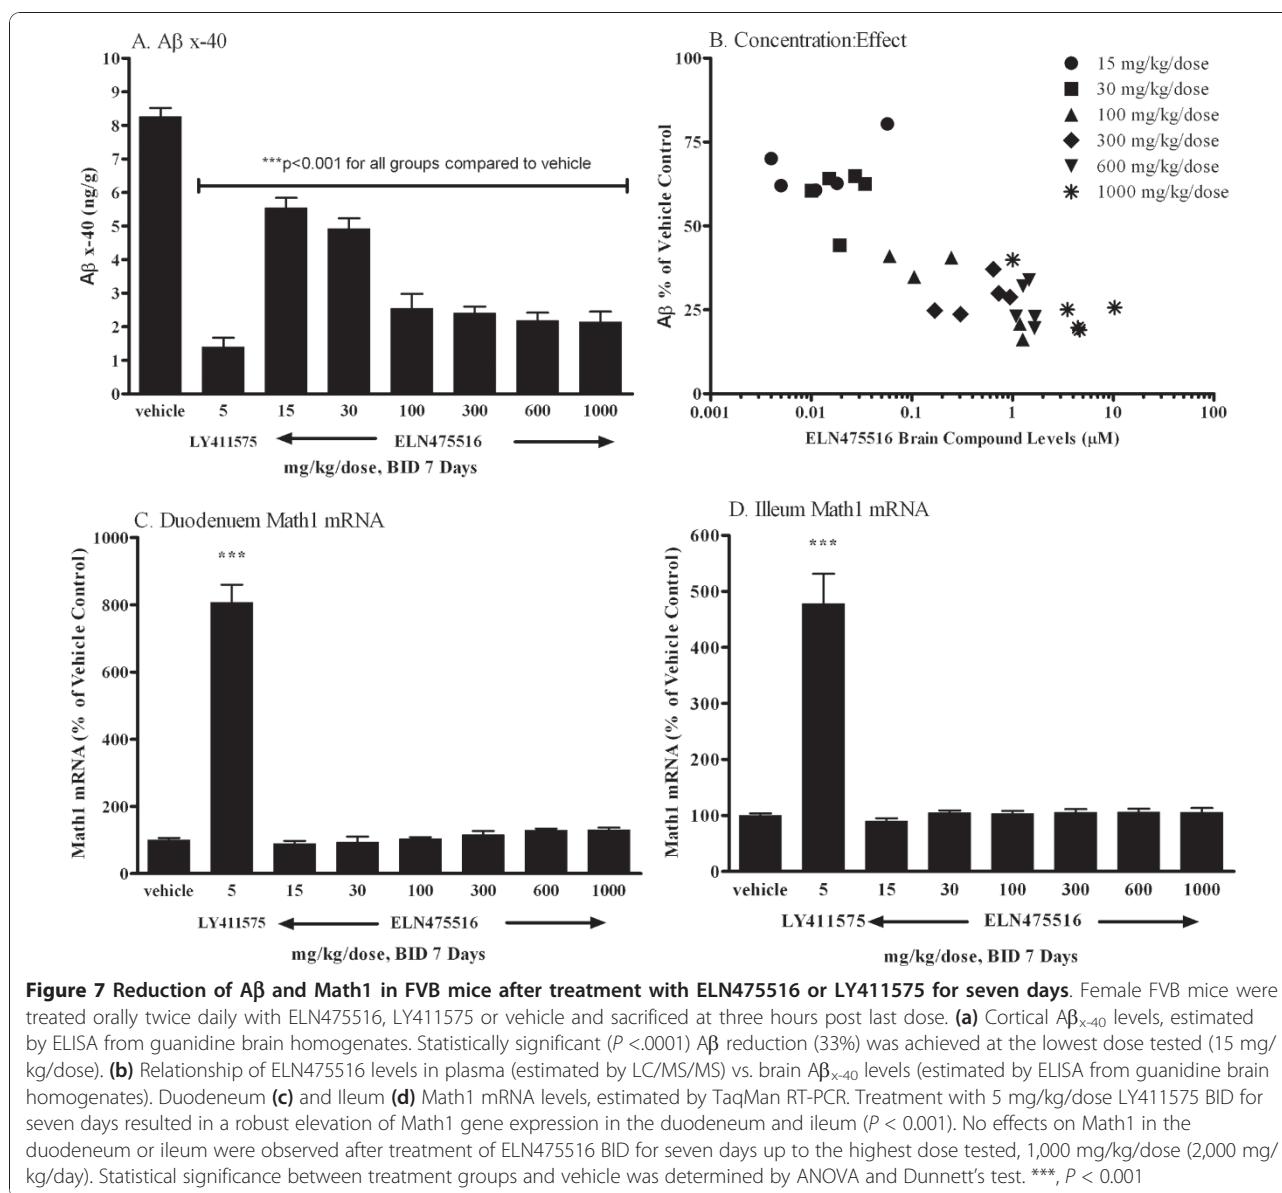 A. Aβ x-40
10
9
8
7
6
5
4
3
2
1
0
Aβ x-40 (ng/g)
***p<0.001 for all groups compared to vehicle
vehicle 5 15 30 100 300 600 1000
LY411575 ELN475516
mg/kg/dose, BID 7 Days
B. Concentration:Effect
100
75
50
25
0
Aβ % of Vehicle Control
15 mg/kg/dose
30 mg/kg/dose
100 mg/kg/dose
300 mg/kg/dose
600 mg/kg/dose
1000 mg/kg/dose
0.001 0.01 0.1 1 10 100
ELN475516 Brain Compound Levels (μM)
C. Duodenuem Math1 mRNA
1000
800
600
400
200
0
Math1 mRNA (% of Vehicle Control)
***
vehicle 5 15 30 100 300 600 1000
LY411575 ELN475516
mg/kg/dose, BID 7 Days
D. Illeum Math1 mRNA
600
500
400
300
200
100
0
Math1 mRNA (% of Vehicle Control)
***
vehicle 5 15 30 100 300 600 1000
LY411575 ELN475516
mg/kg/dose, BID 7 Days
Figure 7 Reduction of Aβ and Math1 in FVB mice after treatment with ELN475516 or LY411575 for seven days. Female FVB mice were
treated orally twice daily with ELN475516, LY411575 or vehicle and sacrificed at three hours post last dose. (a) Cortical Aβx-40 levels, estimated
by ELISA from guanidine brain homogenates. Statistically significant (P <.0001) Aβ reduction (33%) was achieved at the lowest dose tested (15 mg/
kg/dose). (b) Relationship of ELN475516 levels in plasma (estimated by LC/MS/MS) vs. brain Aβx-40 levels (estimated by ELISA from guanidine brain
homogenates). Duodeneum (c) and Ileum (d) Math1 mRNA levels, estimated by TaqMan RT-PCR. Treatment with 5 mg/kg/dose LY411575 BID for
seven days resulted in a robust elevation of Math1 gene expression in the duodeneum and ileum (P < 0.001). No effects on Math1 in the
duodeneum or ileum were observed after treatment of ELN475516 BID for seven days up to the highest dose tested, 1,000 mg/kg/dose (2,000 mg/
kg/day). Statistical significance between treatment groups and vehicle was determined by ANOVA and Dunnett's test. ***, P < 0.001